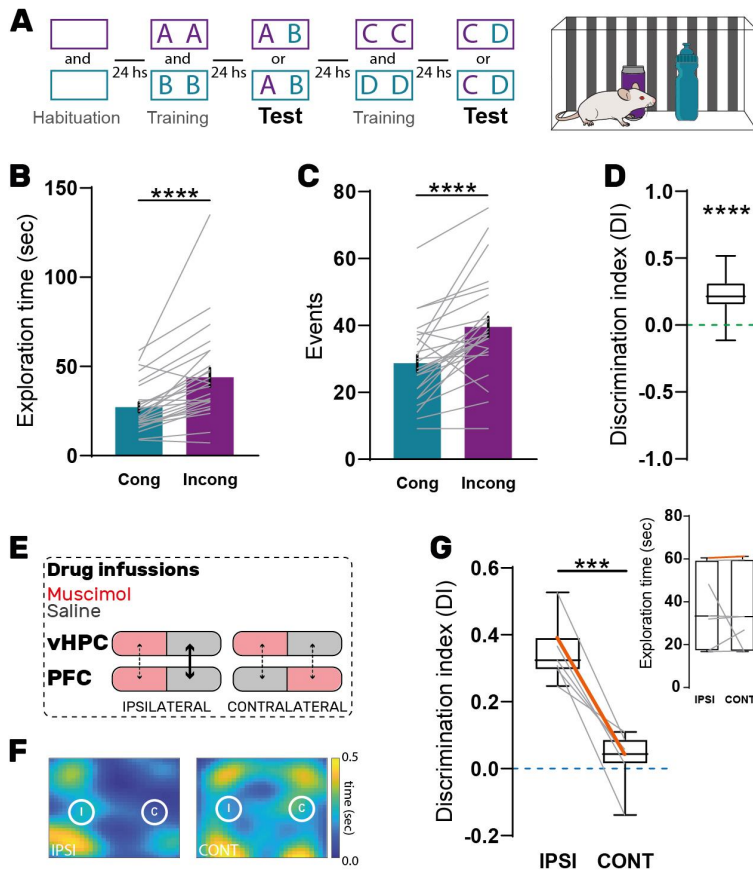 A
A A A B C C C D
and and or and or
24 hs 24 hs 24 hs 24 hs
B B A B D D C D
Habituation Training Test Training Test
B
Exploration time (sec)
150
100
50
0
****
Cong Incong
C
Events
80
60
40
20
0
****
Cong Incong
D
Discrimination index (DI)
1.0
0.5
0.0
-0.5
-1.0
****
E
Drug infussions
Muscimol
Saline
vHPC
PFC
IPSILATERAL CONTRALATERAL
F
I C
IPSI
I C
CONT
0.5
time (sec)
0.0
G
Discrimination index (DI)
0.6
0.4
0.2
0.0
-0.2
***
IPSI CONT
Exploration time (sec)
80
60
40
20
0
IPSI CONT